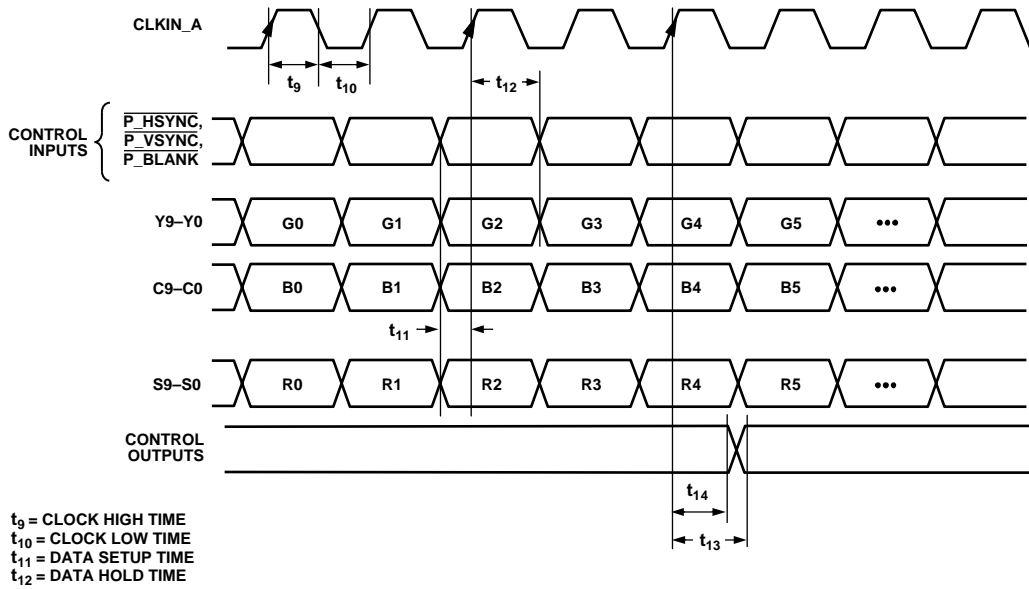 CLKIN_A
t9
t10
t12
CONTROL
INPUTS
P_HSYNC,
P_VSYNC,
P_BLANK
Y9–Y0
G0 G1 G2 G3 G4 G5 •••
C9–C0
B0 B1 B2 B3 B4 B5 •••
t11
S9–S0
R0 R1 R2 R3 R4 R5 •••
CONTROL
OUTPUTS
t14
t13
t9 = CLOCK HIGH TIME
t10 = CLOCK LOW TIME
t11 = DATA SETUP TIME
t12 = DATA HOLD TIME